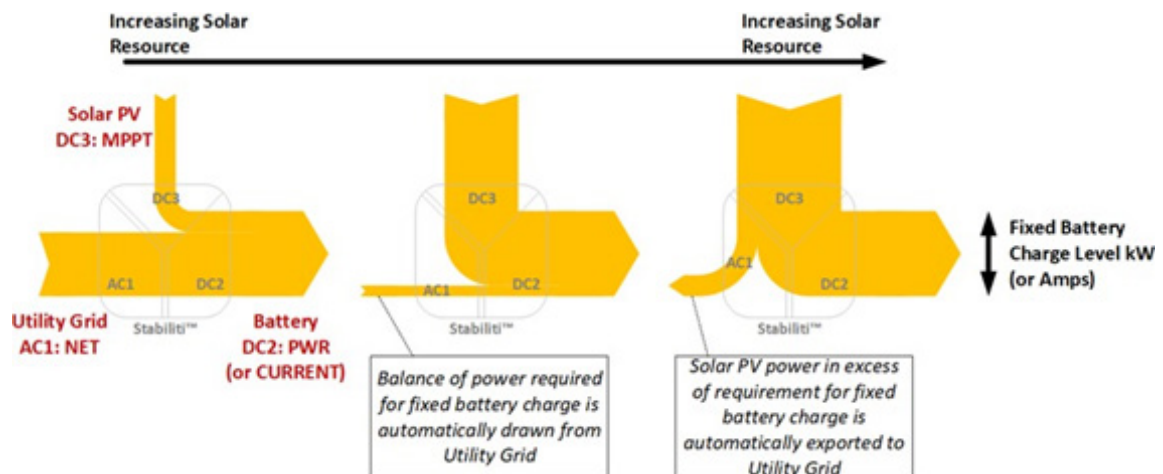 Increasing Solar
Resource
Increasing Solar
Resource
Solar PV
DC3: MPPT
DC3
AC1
DC2
Stabiliti™
Utility Grid
AC1: NET
Battery
DC2: PWR
(or CURRENT)
DC3
AC1
DC2
Stabiliti™
Balance of power required
for fixed battery charge is
automatically drawn from
Utility Grid
DC3
AC1
DC2
Stabiliti™
Solar PV power in excess
of requirement for fixed
battery charge is
automatically exported to
Utility Grid
Fixed Battery
Charge Level kW
(or Amps)